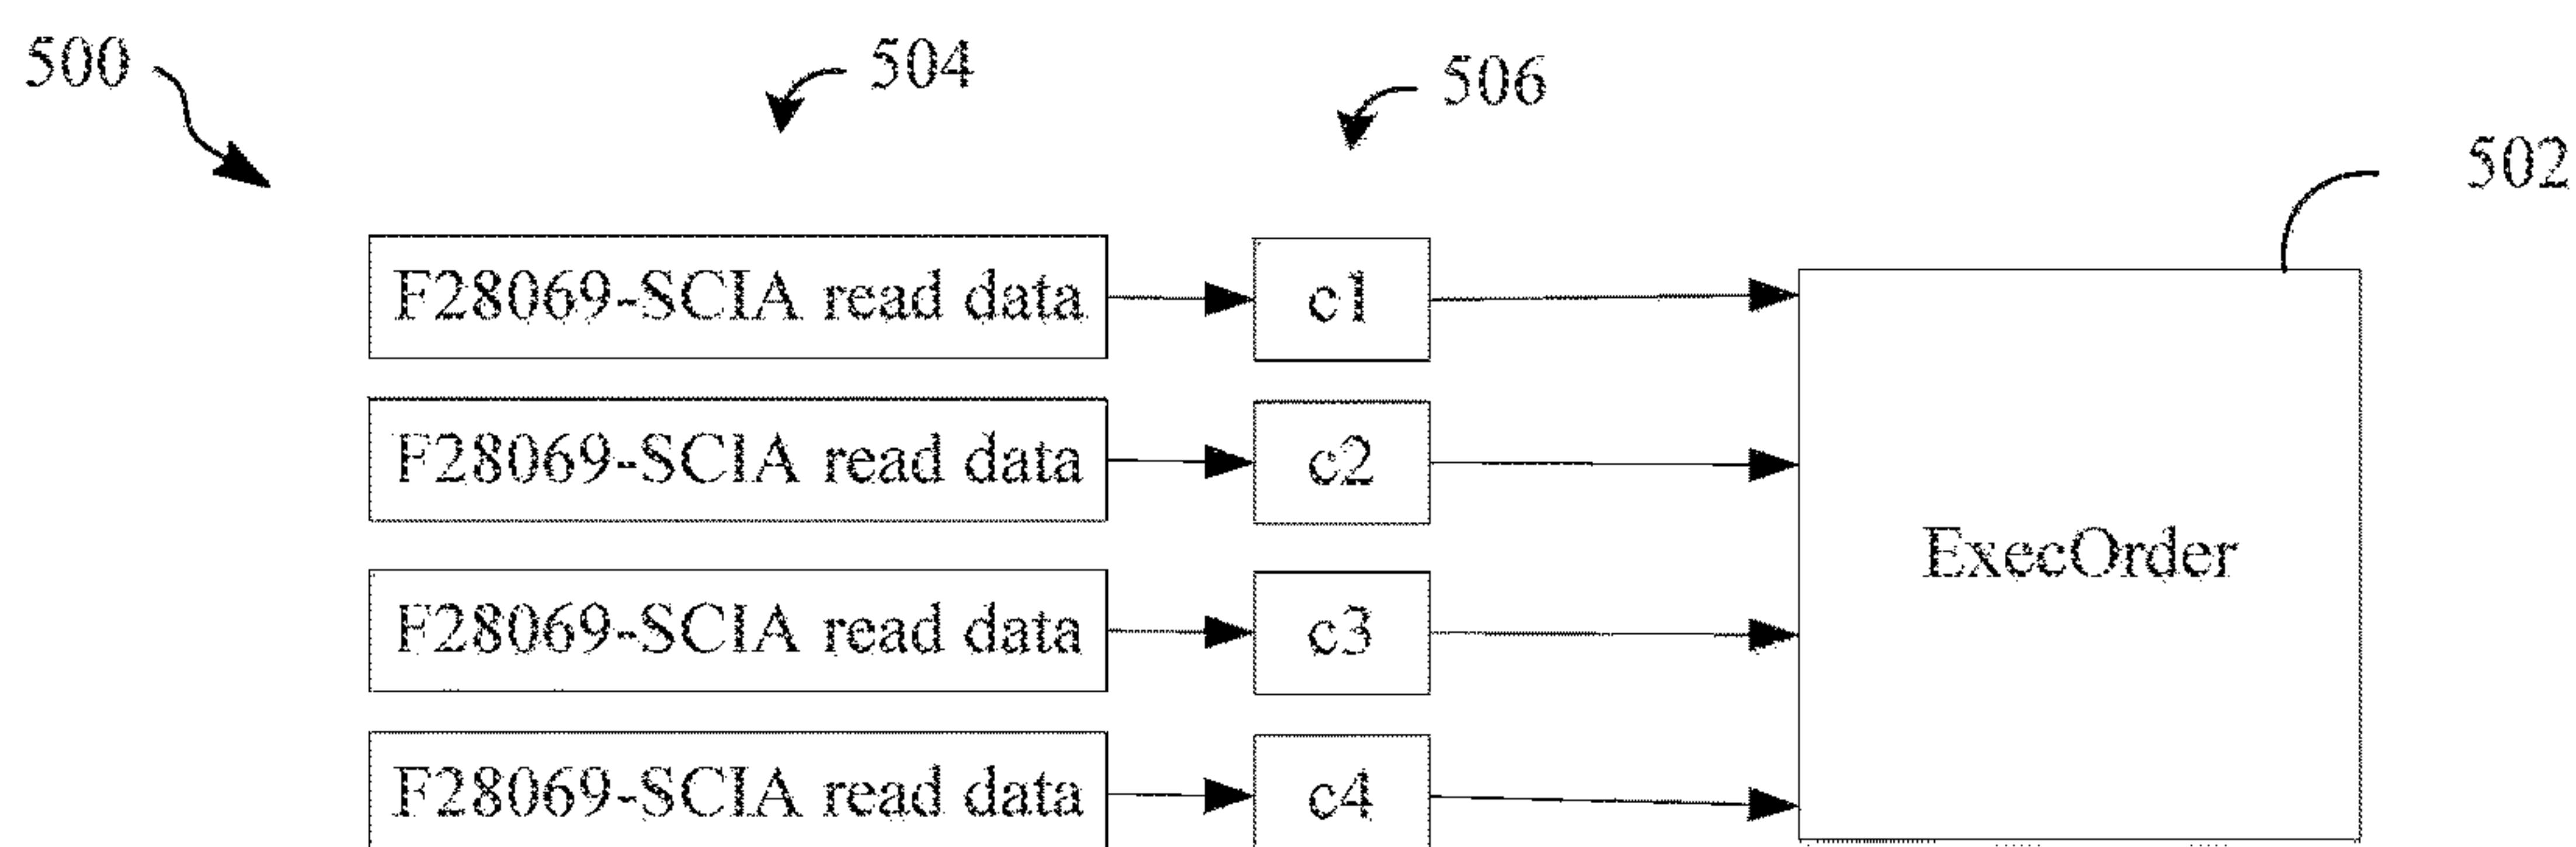 500
504
506
502
F28069-SCIA read data
c1
F28069-SCIA read data
c2
ExecOrder
F28069-SCIA read data
c3
F28069-SCIA read data
c4